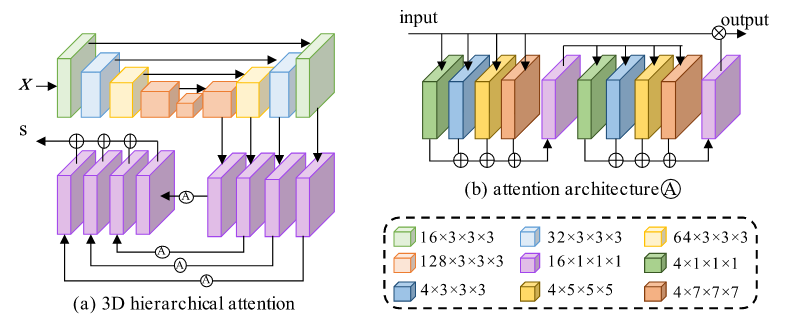 input
output
X
S
A
A
A
A
(a) 3D hierarchical attention
(b) attention architecture A
16×3×3×3
32×3×3×3
64×3×3×3
128×3×3×3
16×1×1×1
4×1×1×1
4×3×3×3
4×5×5×5
4×7×7×7